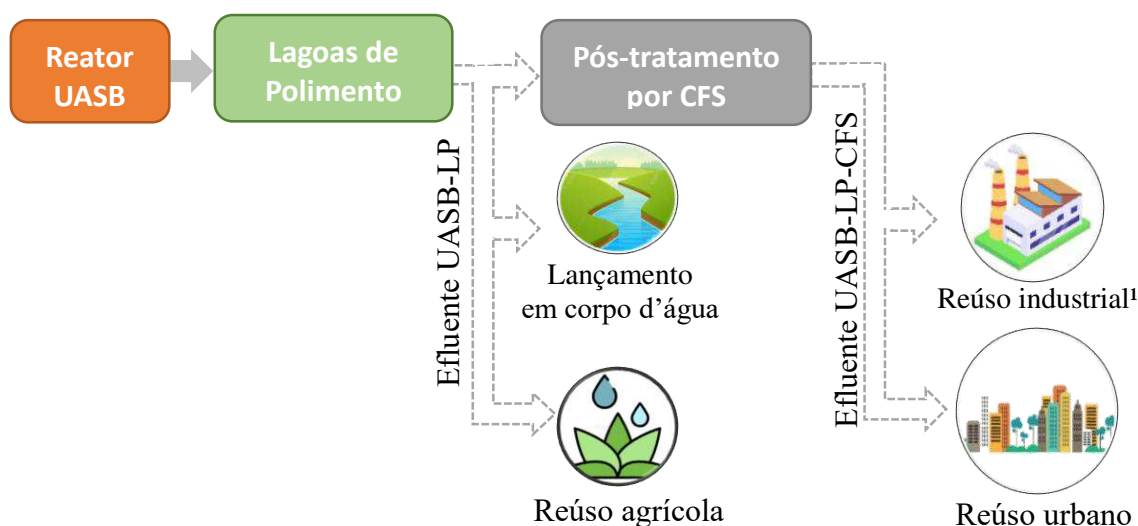 Reator
UASB
Lagoas de
Polimento
Pós-tratamento
por CFS
Efluente UASB-LP
Lançamento
em corpo d’água
Reúso agrícola
Efluente UASB-LP-CFS
Reúso industrial¹
Reúso urbano